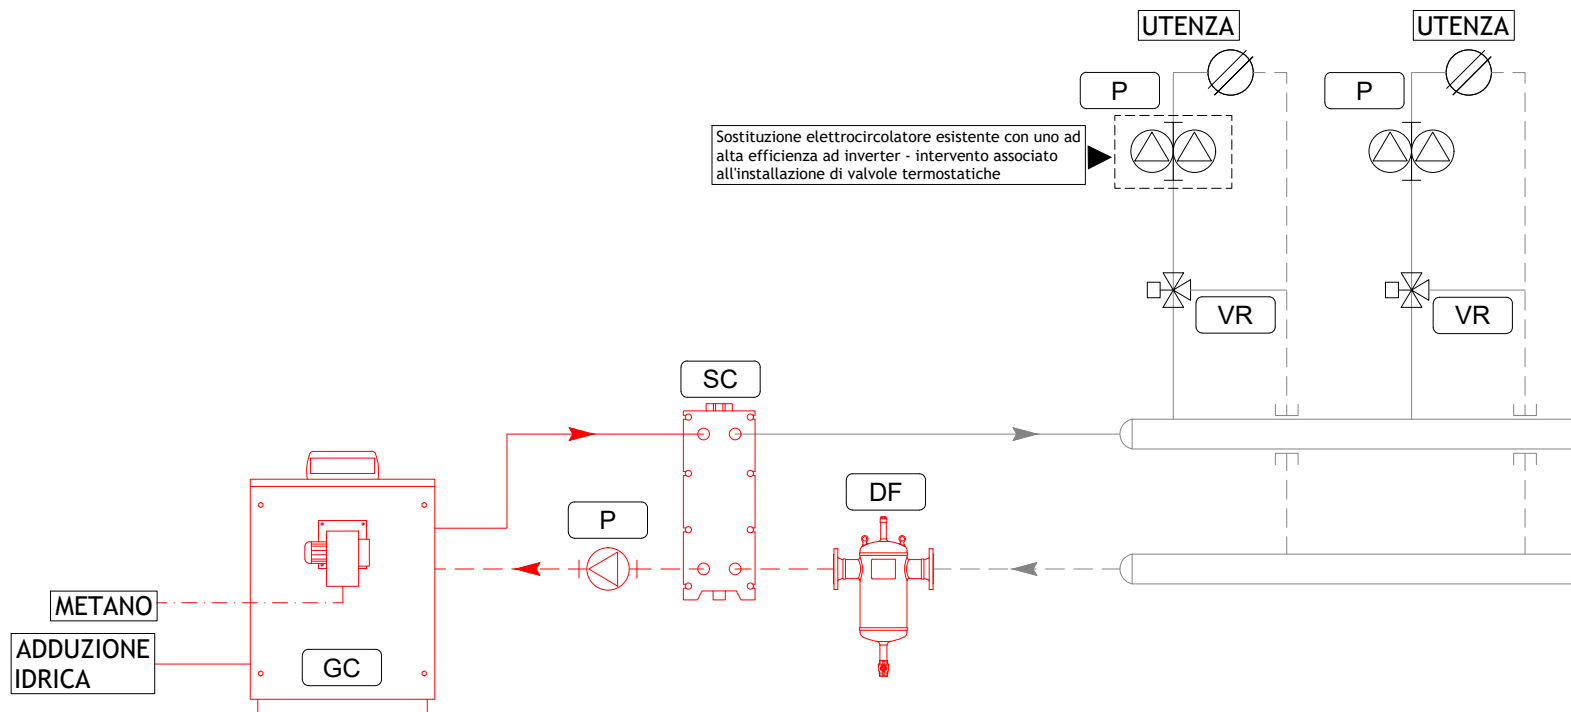 UTENZA
UTENZA
P
P
Sostituzione elettrocircolatore esistente con uno ad
alta efficienza ad inverter - intervento associato
all'installazione di valvole termostatiche
VR
VR
SC
DF
P
METANO
ADDUZIONE
IDRICA
GC